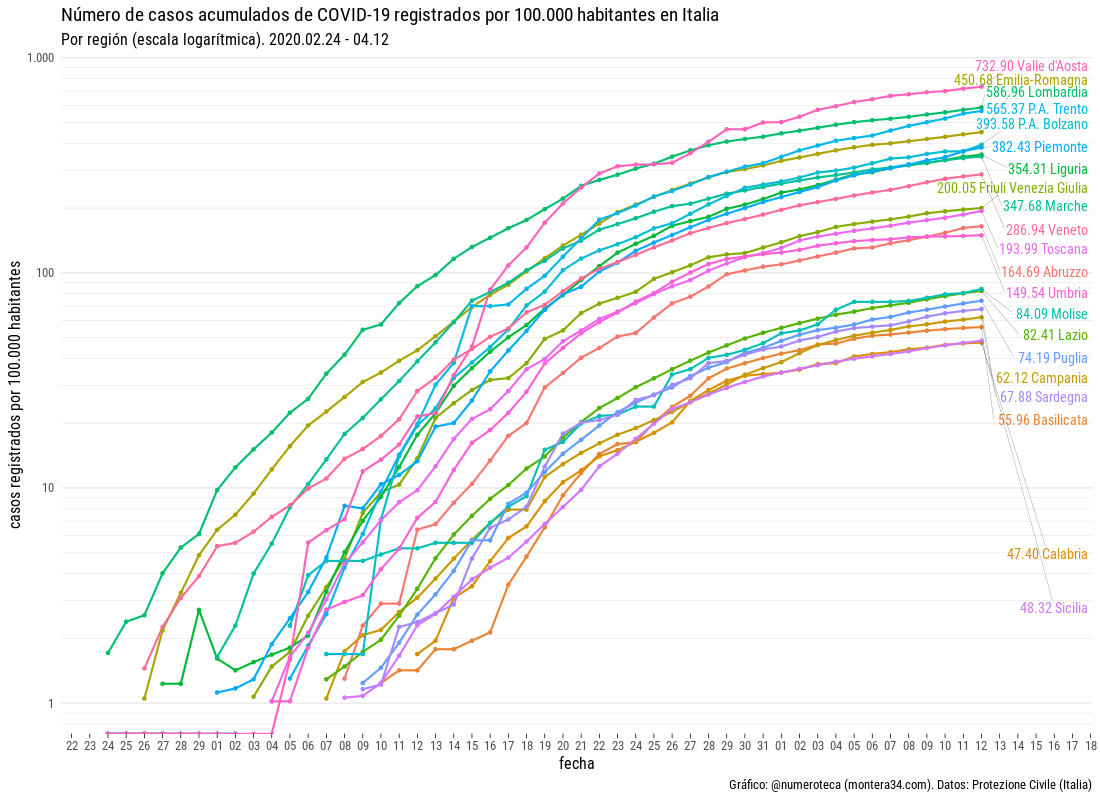 Número de casos acumulados de COVID-19 registrados por 100.000 habitantes en Italia
Por región (escala logarítmica). 2020.02.24 - 04.12
casos registrados por 100.000 habitantes
1.000
100
10
1
732.90 Valle d'Aosta
450.68 Emilia-Romagna
586.96 Lombardia
565.37 P.A. Trento
393.58 P.A. Bolzano
382.43 Piemonte
354.31 Liguria
200.05 Friuli Venezia Giulia
347.68 Marche
286.94 Veneto
193.99 Toscana
164.69 Abruzzo
149.54 Umbria
84.09 Molise
82.41 Lazio
74.19 Puglia
62.12 Campania
67.88 Sardegna
55.96 Basilicata
47.40 Calabria
48.32 Sicilia
22 23 24 25 26 27 28 29 01 02 03 04 05 06 07 08 09 10 11 12 13 14 15 16 17 18 19 20 21 22 23 24 25 26 27 28 29 30 31 01 02 03 04 05 06 07 08 09 10 11 12 13 14 15 16 17 18
fecha
Gráfico: @numeroteca (montera34.com). Datos: Protezione Civile (Italia)